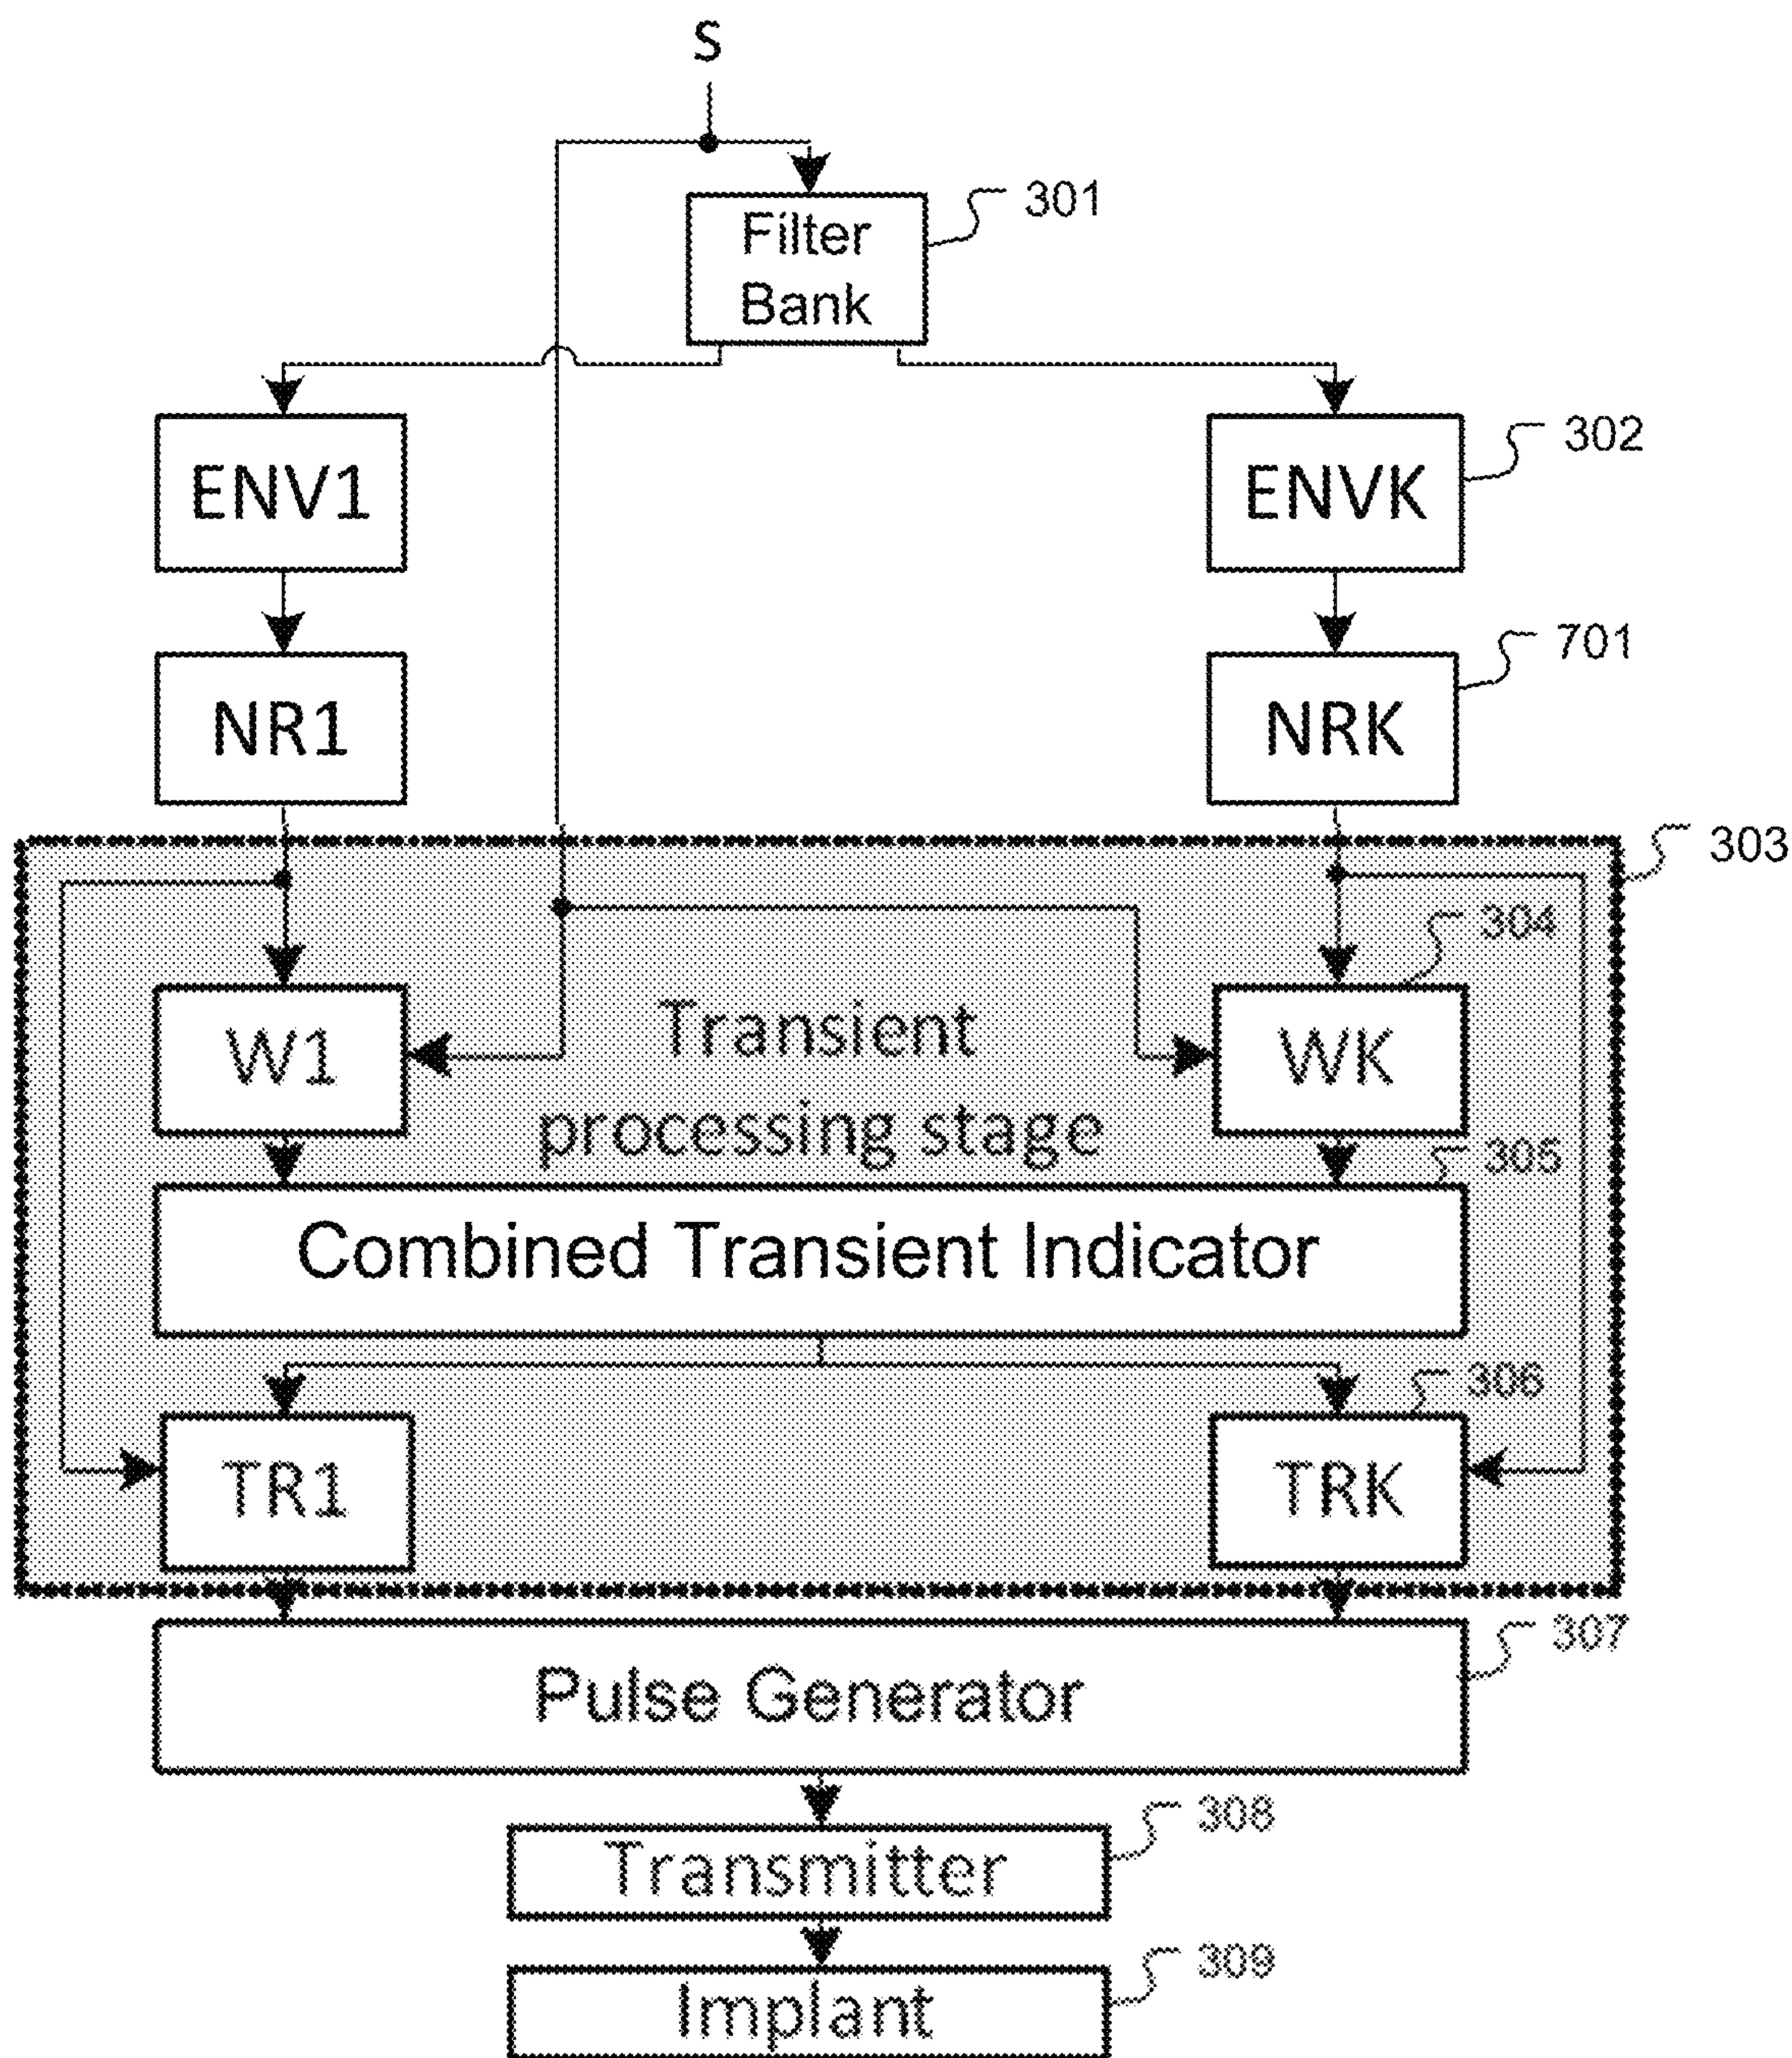 S
Filter
Bank
301
ENV1
ENVK
302
NR1
NRK
701
303
304
W1
Transient
processing stage
WK
305
Combined Transient Indicator
306
TR1
TRK
307
Pulse Generator
308
Transmitter
309
Implant